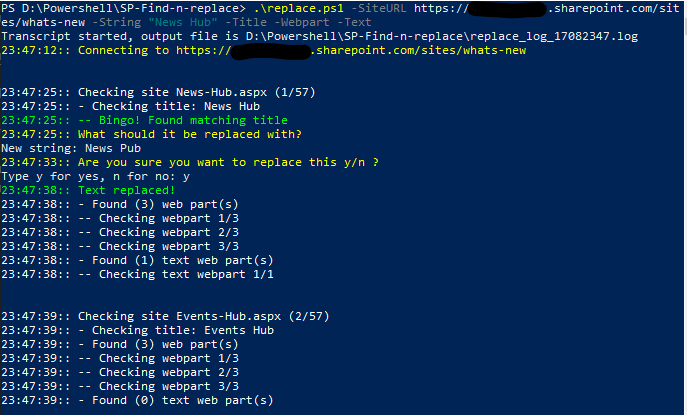 PS D:\Powershell\SP-Find-n-replace> .\replace.ps1 -SiteURL https:// .sharepoint.com/sit
es/whats-new -String "News Hub" -Title -Webpart -Text
Transcript started, output file is D:\Powershell\SP-Find-n-replace\replace_log_17082347.log
23:47:12:: Connecting to https:// .sharepoint.com/sites/whats-new
23:47:25:: Checking site News-Hub.aspx (1/57)
23:47:25:: - Checking title: News Hub
23:47:25:: -- Bingo! Found matching title
23:47:25:: What should it be replaced with?
New string: News Pub
23:47:33:: Are you sure you want to replace this y/n ?
Type y for yes, n for no: y
23:47:38:: Text replaced!
23:47:38:: - Found (3) web part(s)
23:47:38:: -- Checking webpart 1/3
23:47:38:: -- Checking webpart 2/3
23:47:38:: -- Checking webpart 3/3
23:47:38:: - Found (1) text web part(s)
23:47:38:: -- Checking text webpart 1/1
23:47:39:: Checking site Events-Hub.aspx (2/57)
23:47:39:: - Checking title: Events Hub
23:47:39:: - Found (3) web part(s)
23:47:39:: -- Checking webpart 1/3
23:47:39:: -- Checking webpart 2/3
23:47:39:: -- Checking webpart 3/3
23:47:39:: - Found (0) text web part(s)